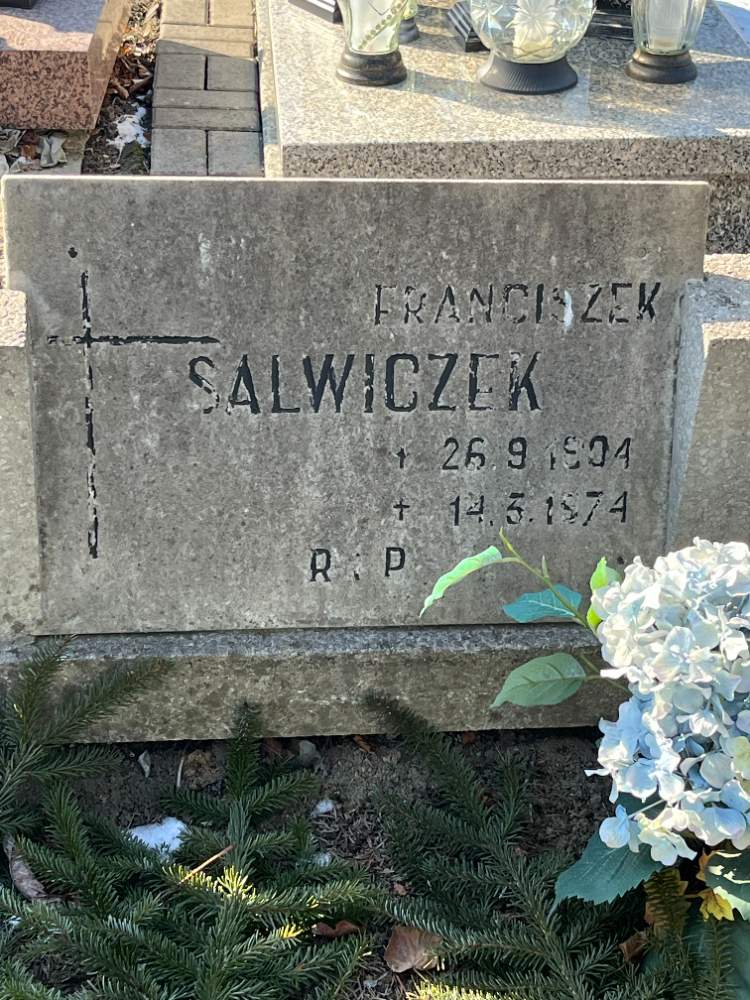 FRANCISZEK
SALWICZEK
+ 26.9.1904
+ 14.3.1974
R.I.P.